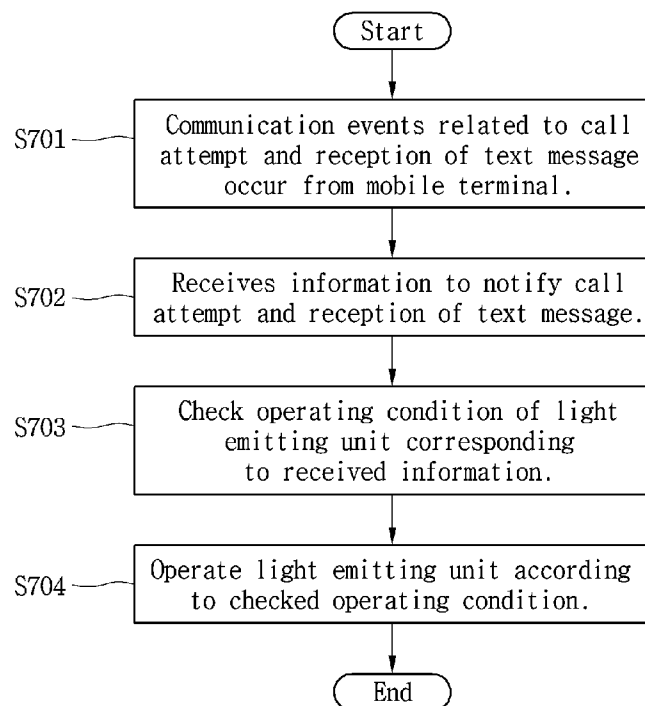 Start
S701
Communication events related to call
attempt and reception of text message
occur from mobile terminal.
S702
Receives information to notify call
attempt and reception of text message.
S703
Check operating condition of light
emitting unit corresponding
to received information.
S704
Operate light emitting unit according
to checked operating condition.
End